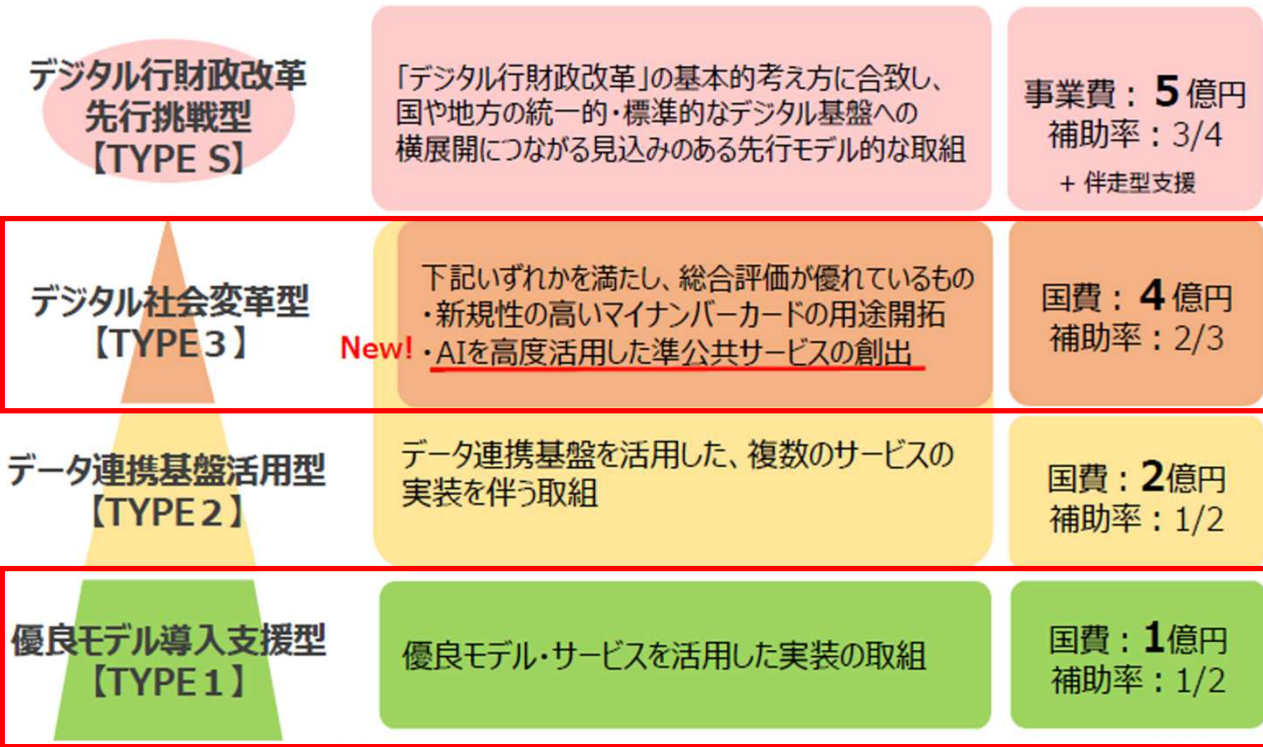 デジタル行財政改革
先行挑戦型
【TYPE S】
「デジタル行財政改革」の基本的考え方に合致し、
国や地方の統一的・標準的なデジタル基盤への
横展開につながる見込みのある先行モデル的な取組
事業費：5億円
補助率：3/4
+ 伴走型支援
デジタル社会変革型
【TYPE3】
下記いずれかを満たし、総合評価が優れているもの
・新規性の高いマイナンバーカードの用途開拓
New!・AIを高度活用した準公共サービスの創出
国費：4億円
補助率：2/3
データ連携基盤活用型
【TYPE2】
データ連携基盤を活用した、複数のサービスの
実装を伴う取組
国費：2億円
補助率：1/2
優良モデル導入支援型
【TYPE1】
優良モデル・サービスを活用した実装の取組
国費：1億円
補助率：1/2